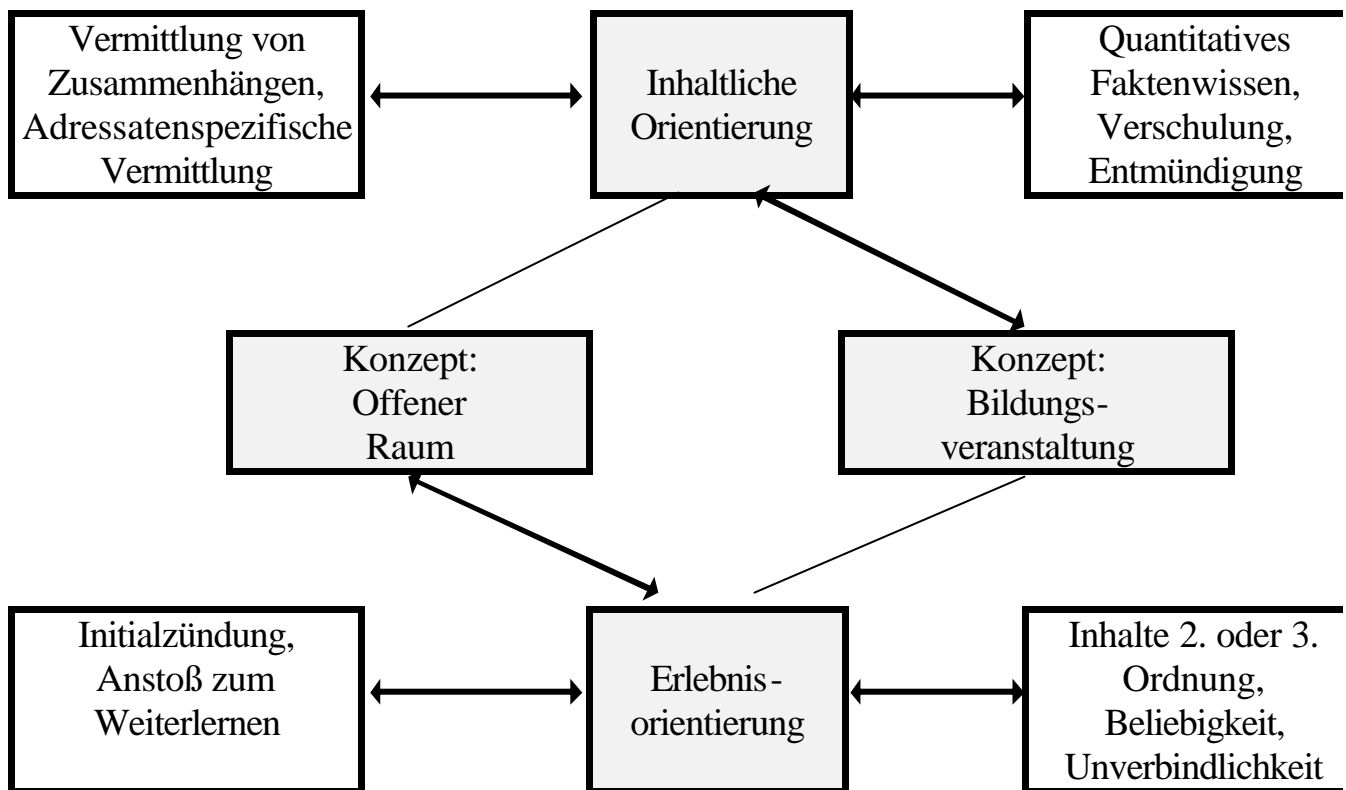 Vermittlung von
Zusammenhängen,
Adressatenspezifische
Vermittlung
Inhaltliche
Orientierung
Quantitatives
Faktenwissen,
Verschulung,
Entmündigung
Konzept:
Offener
Raum
Konzept:
Bildungs-
veranstaltung
Initialzündung,
Anstoß zum
Weiterlernen
Erlebnis-
orientierung
Inhalte 2. oder 3.
Ordnung,
Beliebigkeit,
Unverbindlichkeit